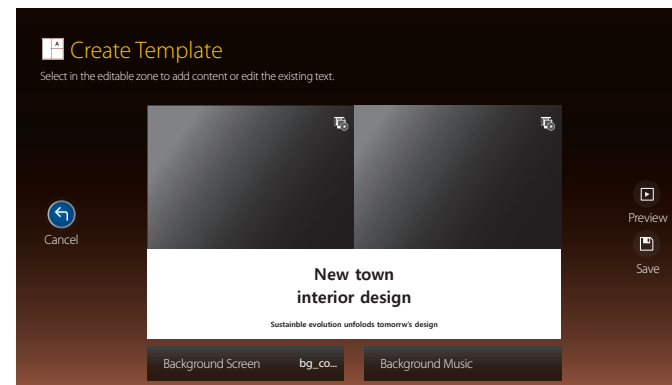 A
Create Template
Select in the editable zone to add content or edit the existing text.
Cancel
Preview
Save
New town
interior design
Sustainble evolution unfolods tomorrw's design
Background Screen bg_co...
Background Music